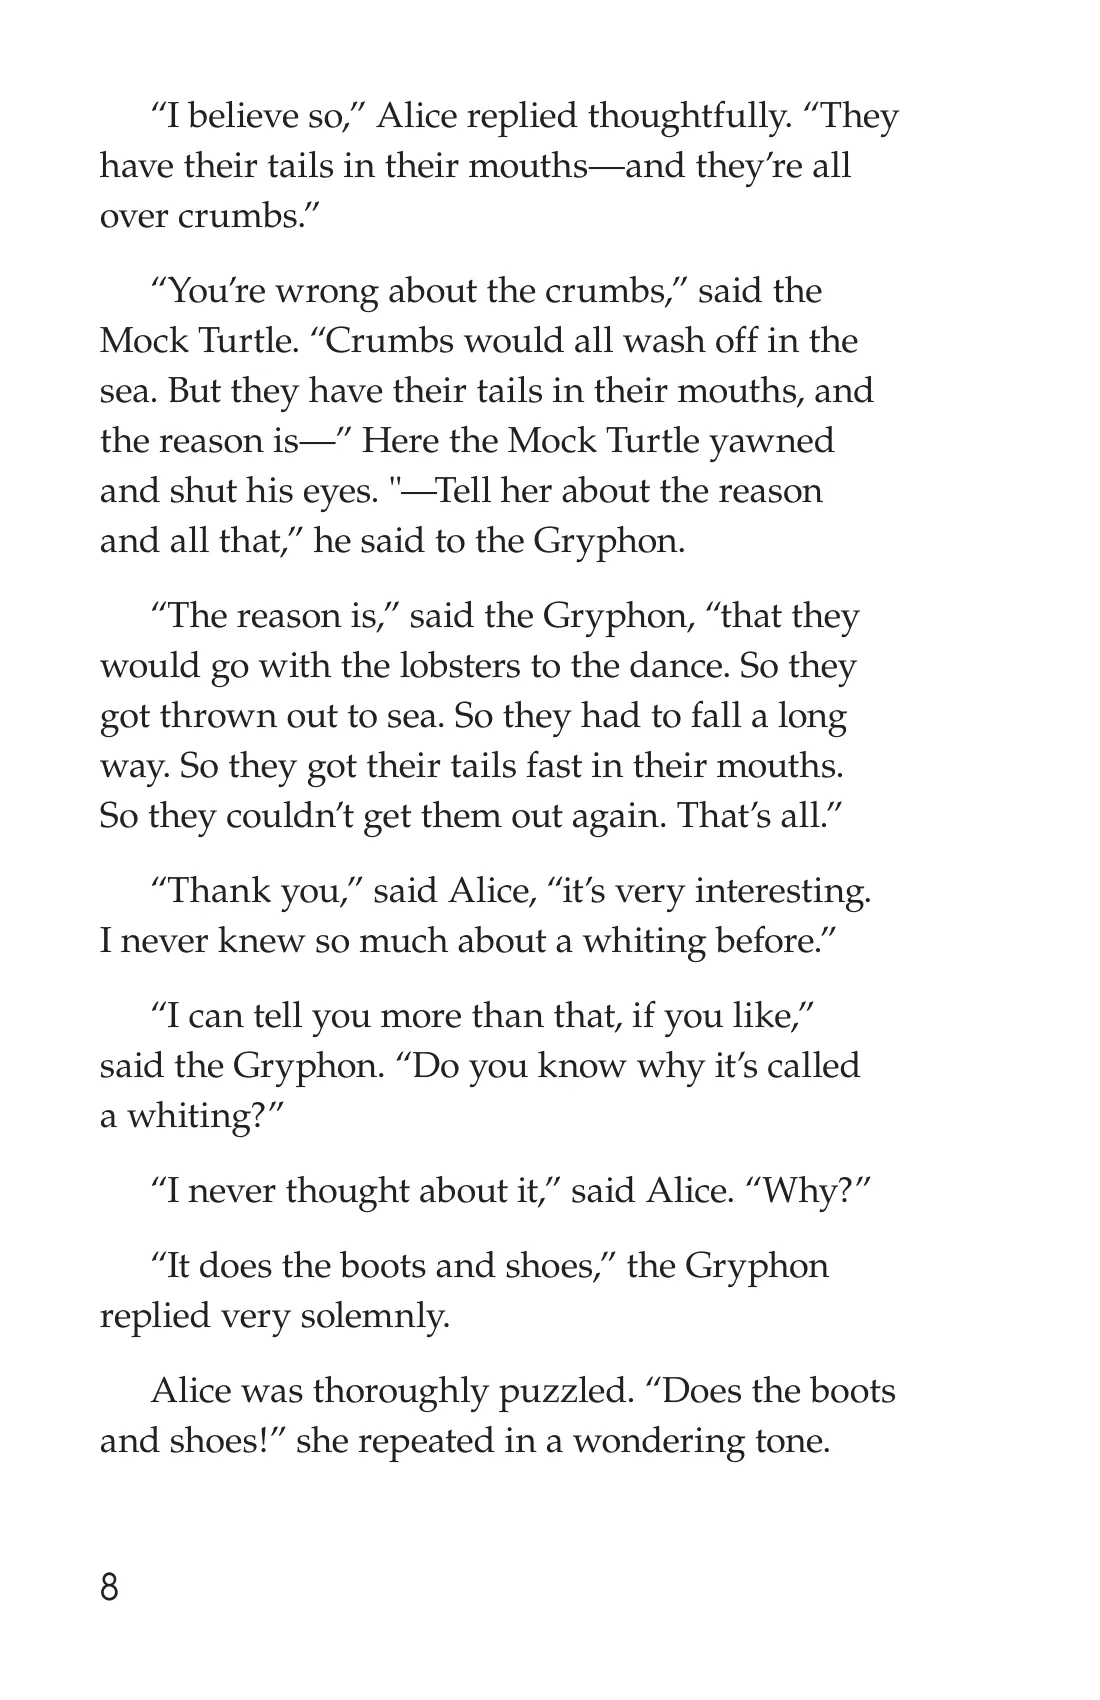 “I believe so,” Alice replied thoughtfully. “They
have their tails in their mouths—and they’re all
over crumbs.”
“You’re wrong about the crumbs,” said the
Mock Turtle. “Crumbs would all wash off in the
sea. But they have their tails in their mouths, and
the reason is—” Here the Mock Turtle yawned
and shut his eyes. "—Tell her about the reason
and all that,” he said to the Gryphon.
“The reason is,” said the Gryphon, “that they
would go with the lobsters to the dance. So they
got thrown out to sea. So they had to fall a long
way. So they got their tails fast in their mouths.
So they couldn’t get them out again. That’s all.”
“Thank you,” said Alice, “it’s very interesting.
I never knew so much about a whiting before.”
“I can tell you more than that, if you like,”
said the Gryphon. “Do you know why it’s called
a whiting?”
“I never thought about it,” said Alice. “Why?”
“It does the boots and shoes,” the Gryphon
replied very solemnly.
Alice was thoroughly puzzled. “Does the boots
and shoes!” she repeated in a wondering tone.
8